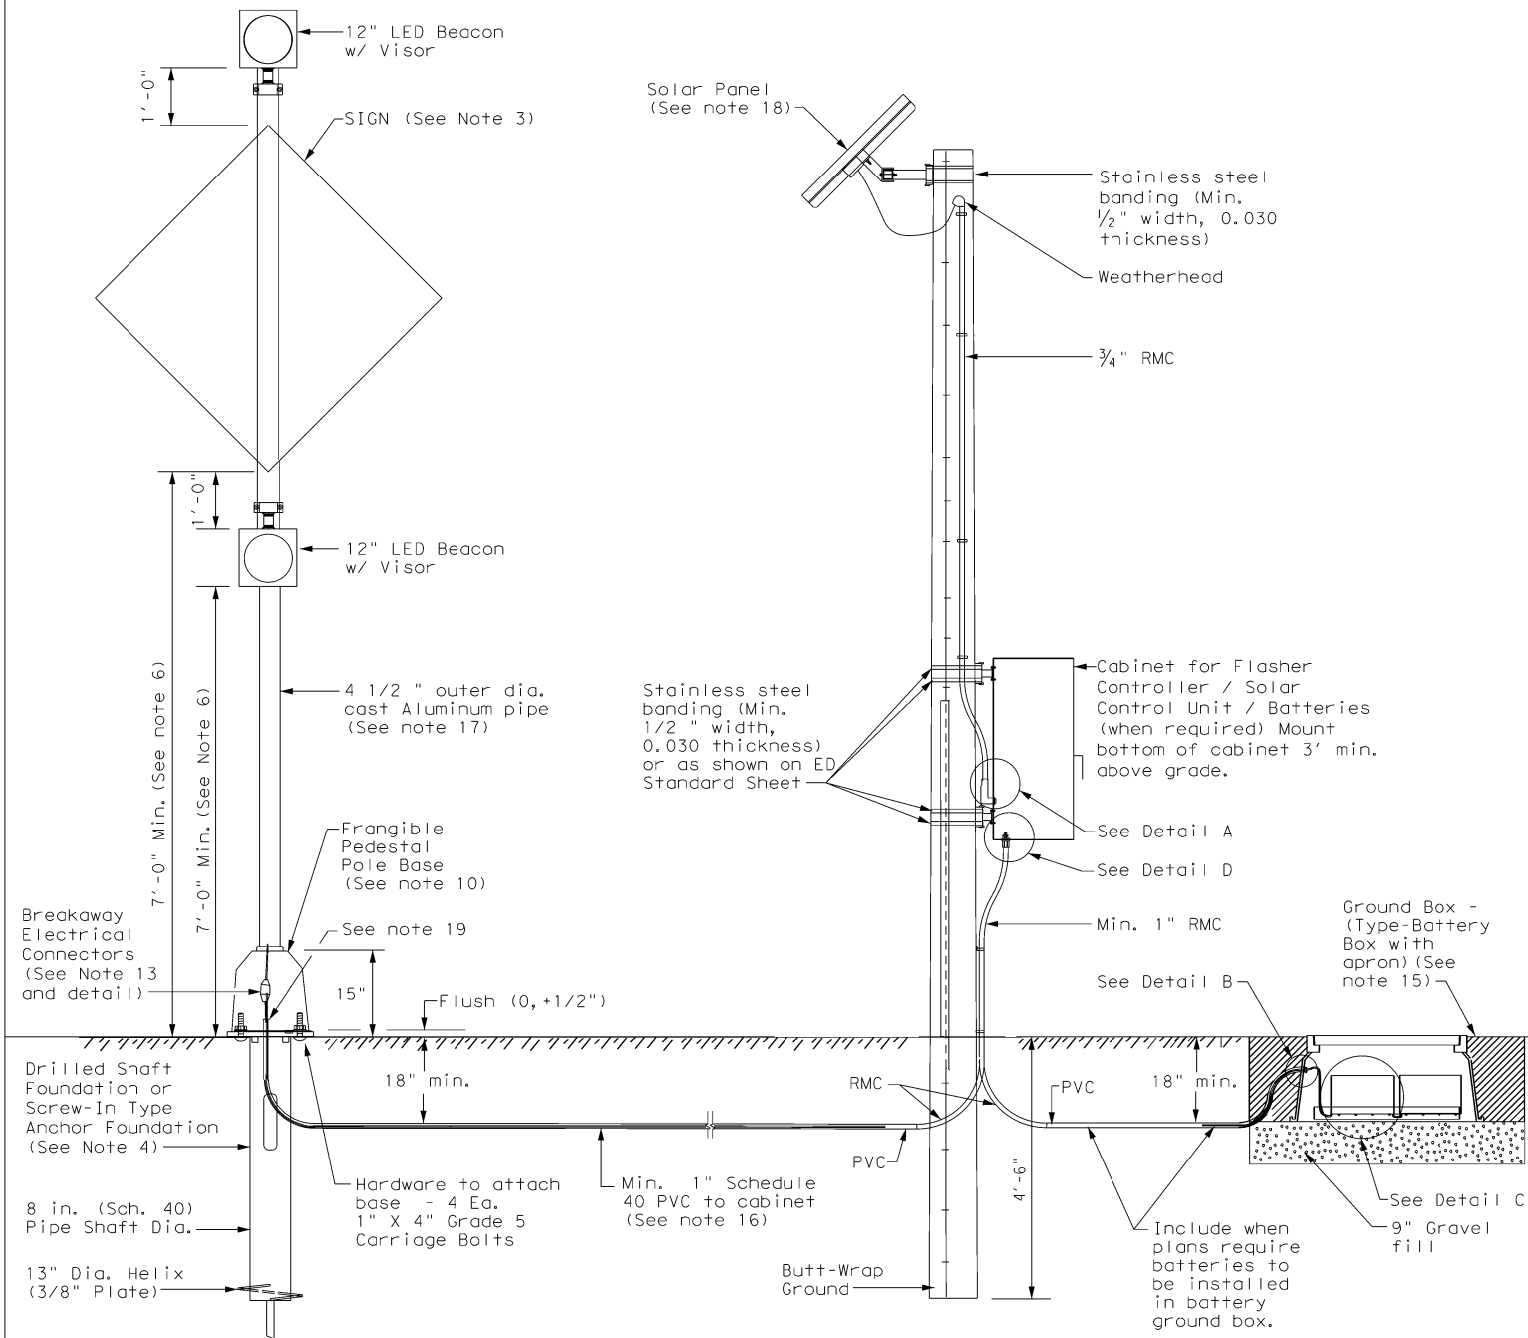 12" LED Beacon
w/ Visor
1'-0"
SIGN (See Note 3)
Solar Panel
(See note 18)
Stainless steel
banding (Min.
1/2" width, 0.030
thickness)
Weatherhead
3/4" RMC
1'-0"
12" LED Beacon
w/ Visor
7'-0" Min. (See note 6)
7'-0" Min. (See Note 6)
4 1/2 " outer dia.
cast Aluminum pipe
(See note 17)
Stainless steel
banding (Min.
1/2 " width,
0.030 thickness)
or as shown on ED
Standard Sheet
Cabinet for Flasher
Controller / Solar
Control Unit / Batteries
(when required) Mount
bottom of cabinet 3' min.
above grade.
Frangible
Pedestal
Pole Base
(See note 10)
See Detail A
See Detail D
Breakaway
Electrical
Connectors
(See Note 13
and detail)
See note 19
15"
Flush (0,+1/2")
Min. 1" RMC
See Detail B
Ground Box -
(Type-Battery
Box with
apron) (See
note 15)
Drilled Shaft
Foundation or
Screw-In Type
Anchor Foundation
(See Note 4)
18" min.
RMC
PVC
18" min.
PVC
4'-6"
8 in. (Sch. 40)
Pipe Shaft Dia.
Hardware to attach
base - 4 Ea.
1" X 4" Grade 5
Carriage Bolts
Min. 1" Schedule
40 PVC to cabinet
(See note 16)
See Detail C
9" Gravel
fill
Include when
plans require
batteries to
be installed
in battery
ground box.
13" Dia. Helix
(3/8" Plate)
Butt-Wrap
Ground